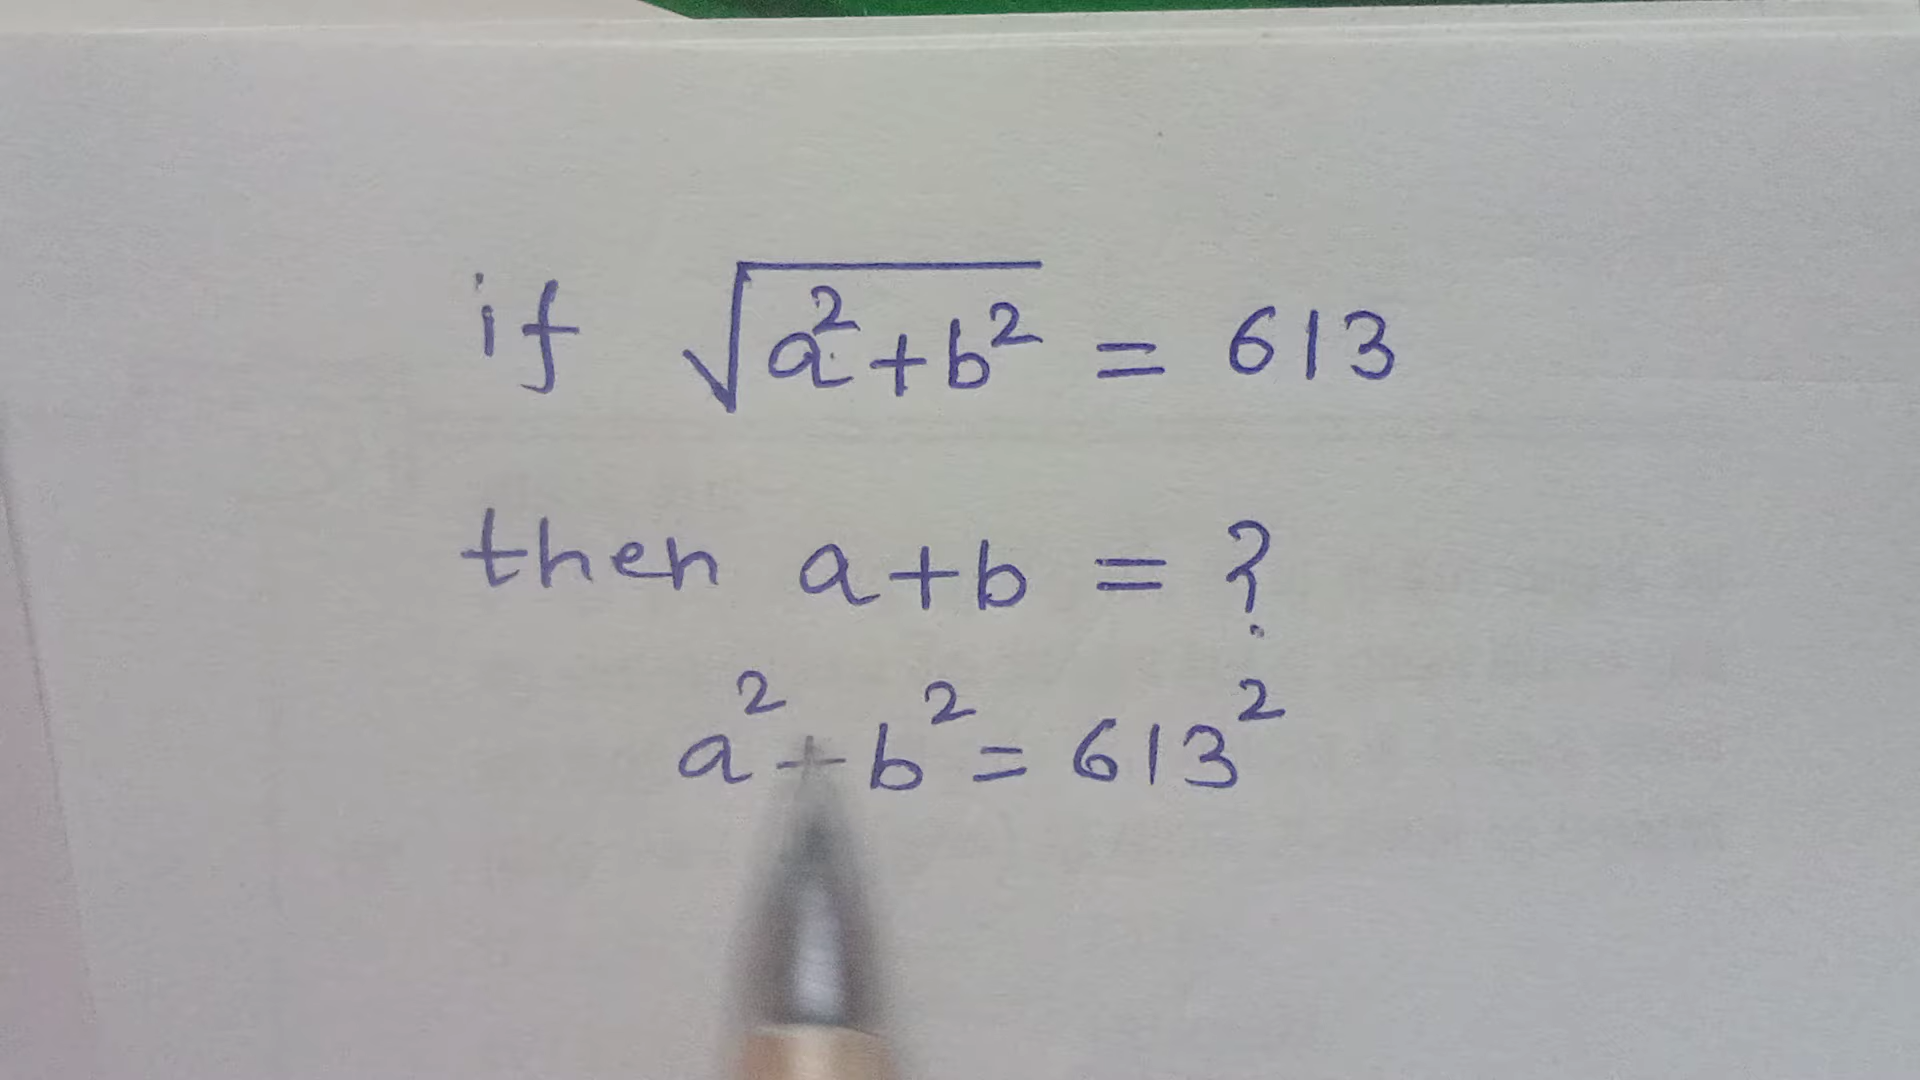 if √(a²+b²) = 613
then a+b = ?
a²+b² = 613²